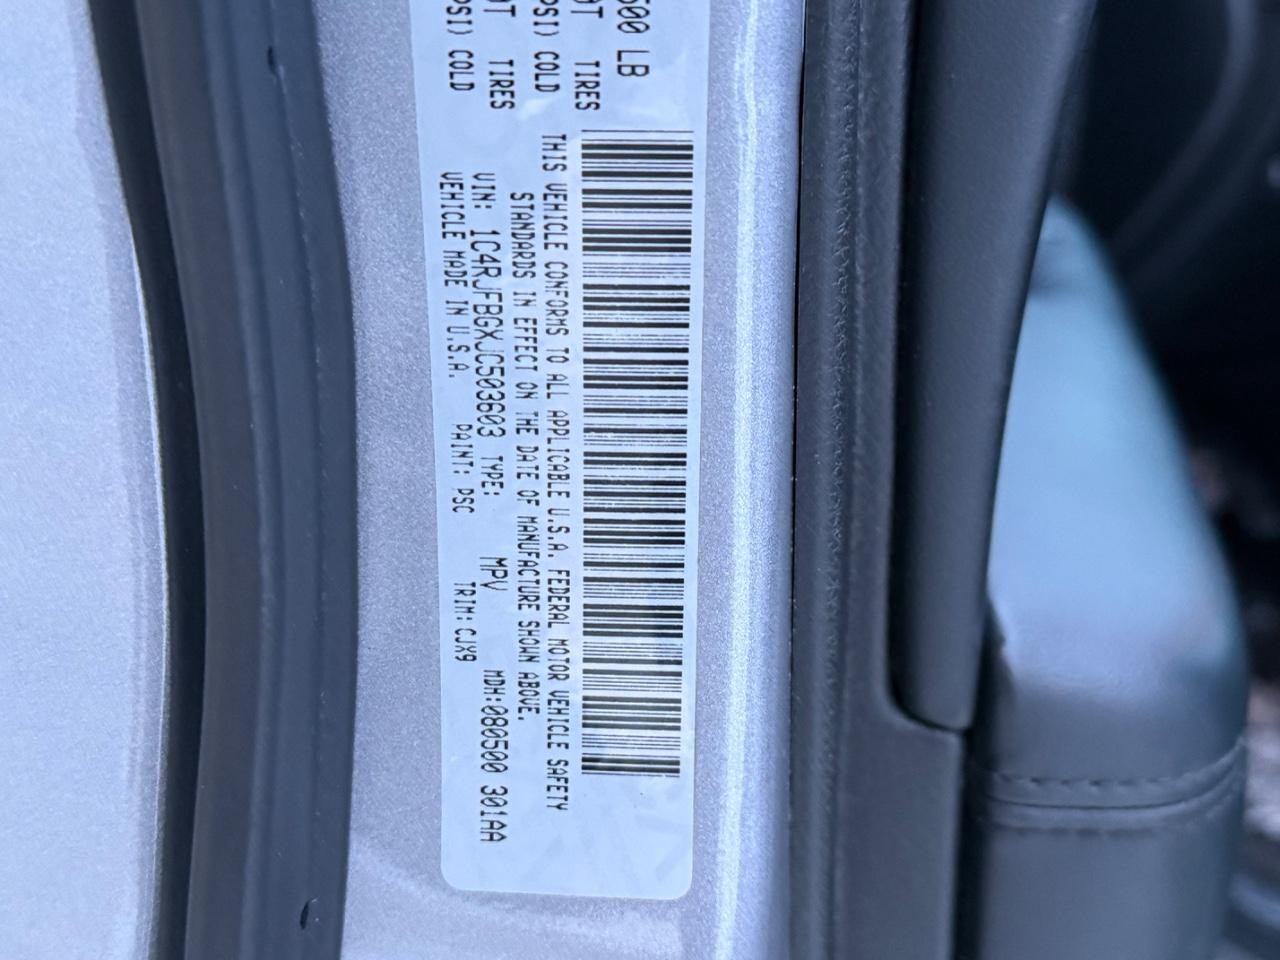 500 LB
OT TIRES
PSI) COLD
OT TIRES
PSI) COLD
THIS VEHICLE CONFORMS TO ALL APPLICABLE U.S.A. FEDERAL MOTOR VEHICLE SAFETY
STANDARDS IN EFFECT ON THE DATE OF MANUFACTURE SHOWN ABOVE.
VIN: 1C4RJFBGXJC503603 TYPE: MPV MDH:080500 301AA
VEHICLE MADE IN U.S.A. PAINT: PSC TRIM:CJX9